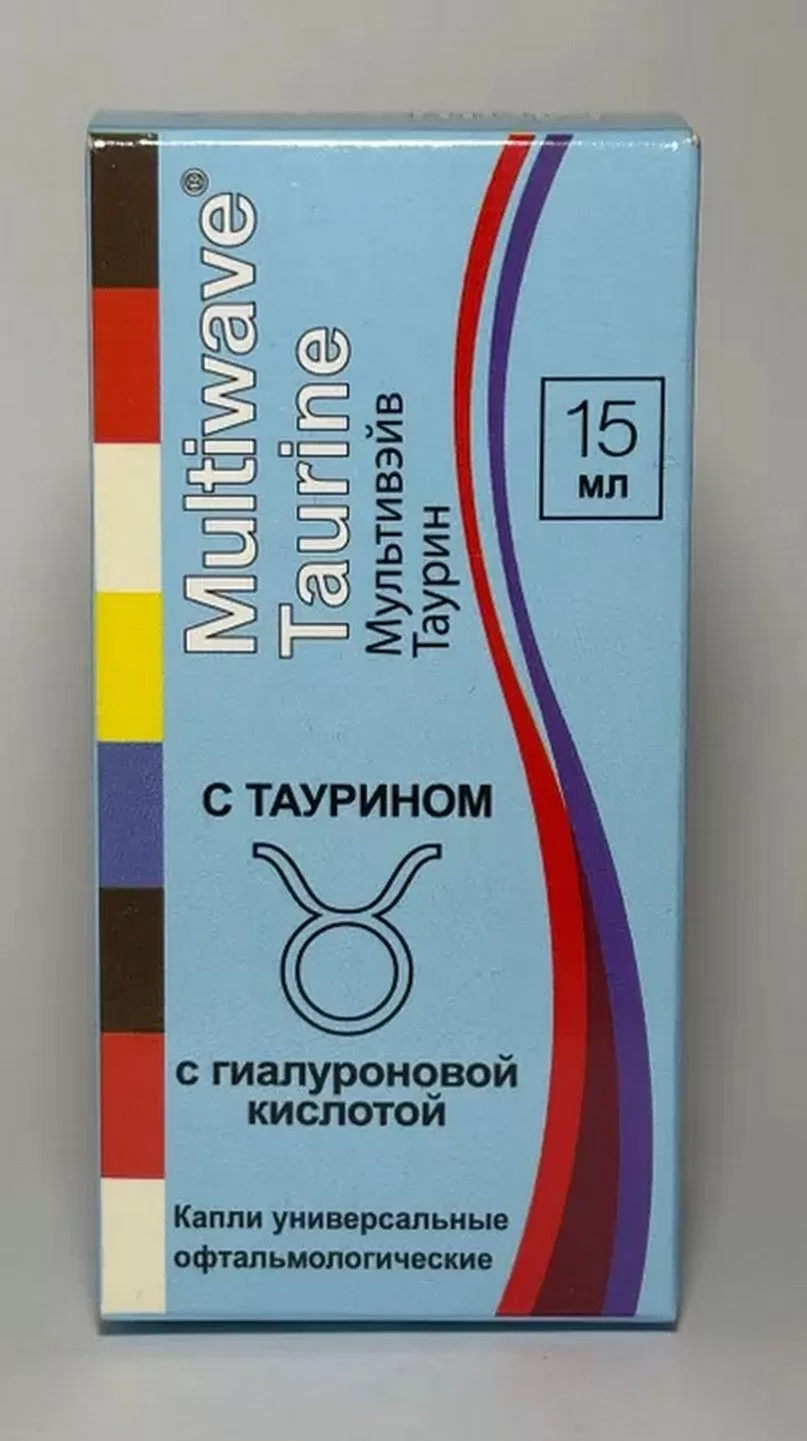 Multiwave®
Taurine
Мультивэйв
Таурин
15
мл
С ТАУРИНОМ
с гиалуроновой
кислотой
Капли универсальные
офтальмологические